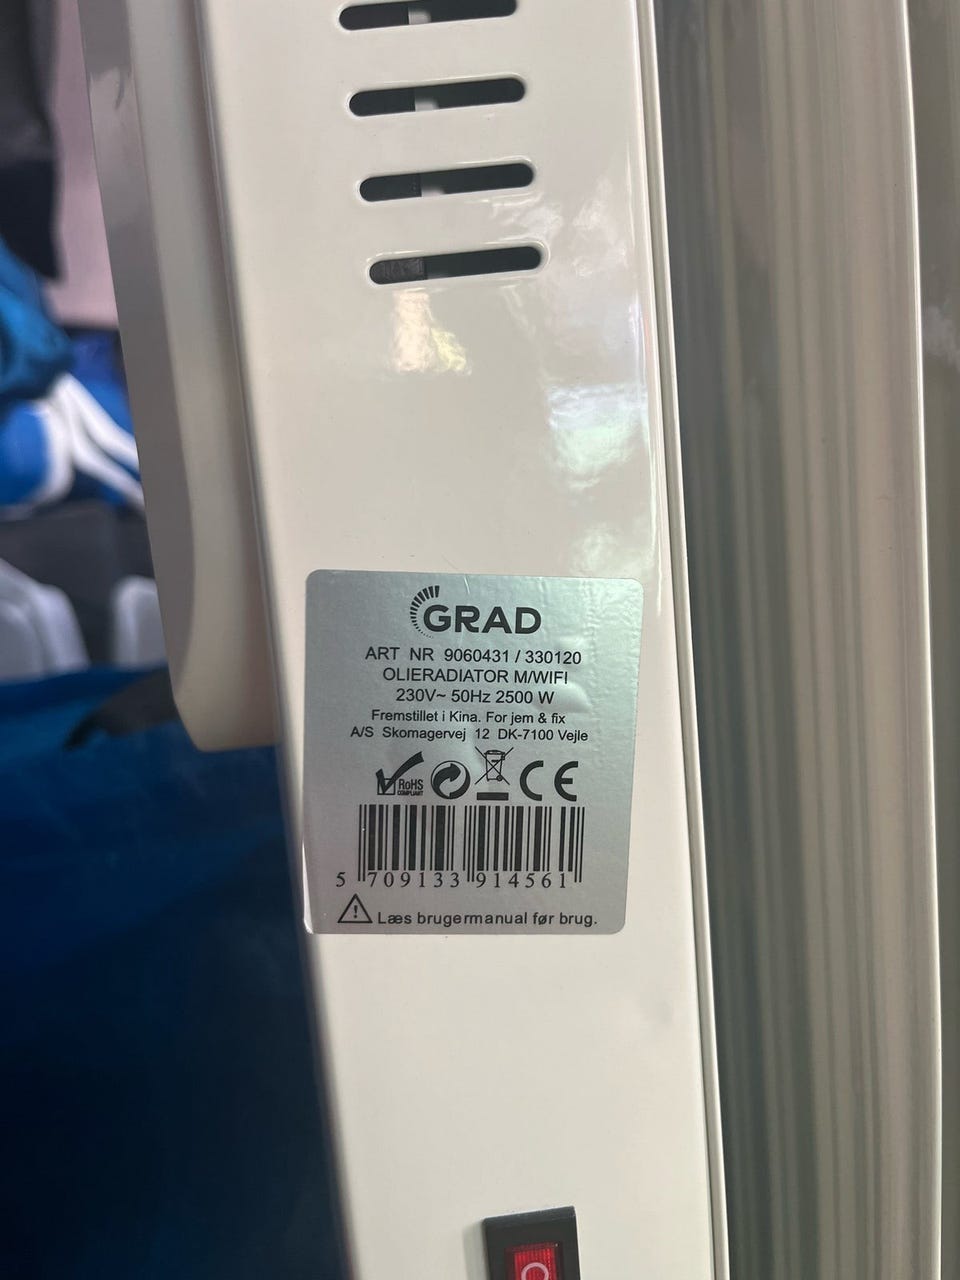 GRAD
ART NR 9060431 / 330120
OLIERADIATOR M/WIFI
230V~ 50Hz 2500 W
Fremstillet i Kina. For jem & fix
A/S Skomagervej 12 DK-7100 Vejle
RoHS
COMPLIANT
CE
5 709133 914561
Læs brugermanual før brug.